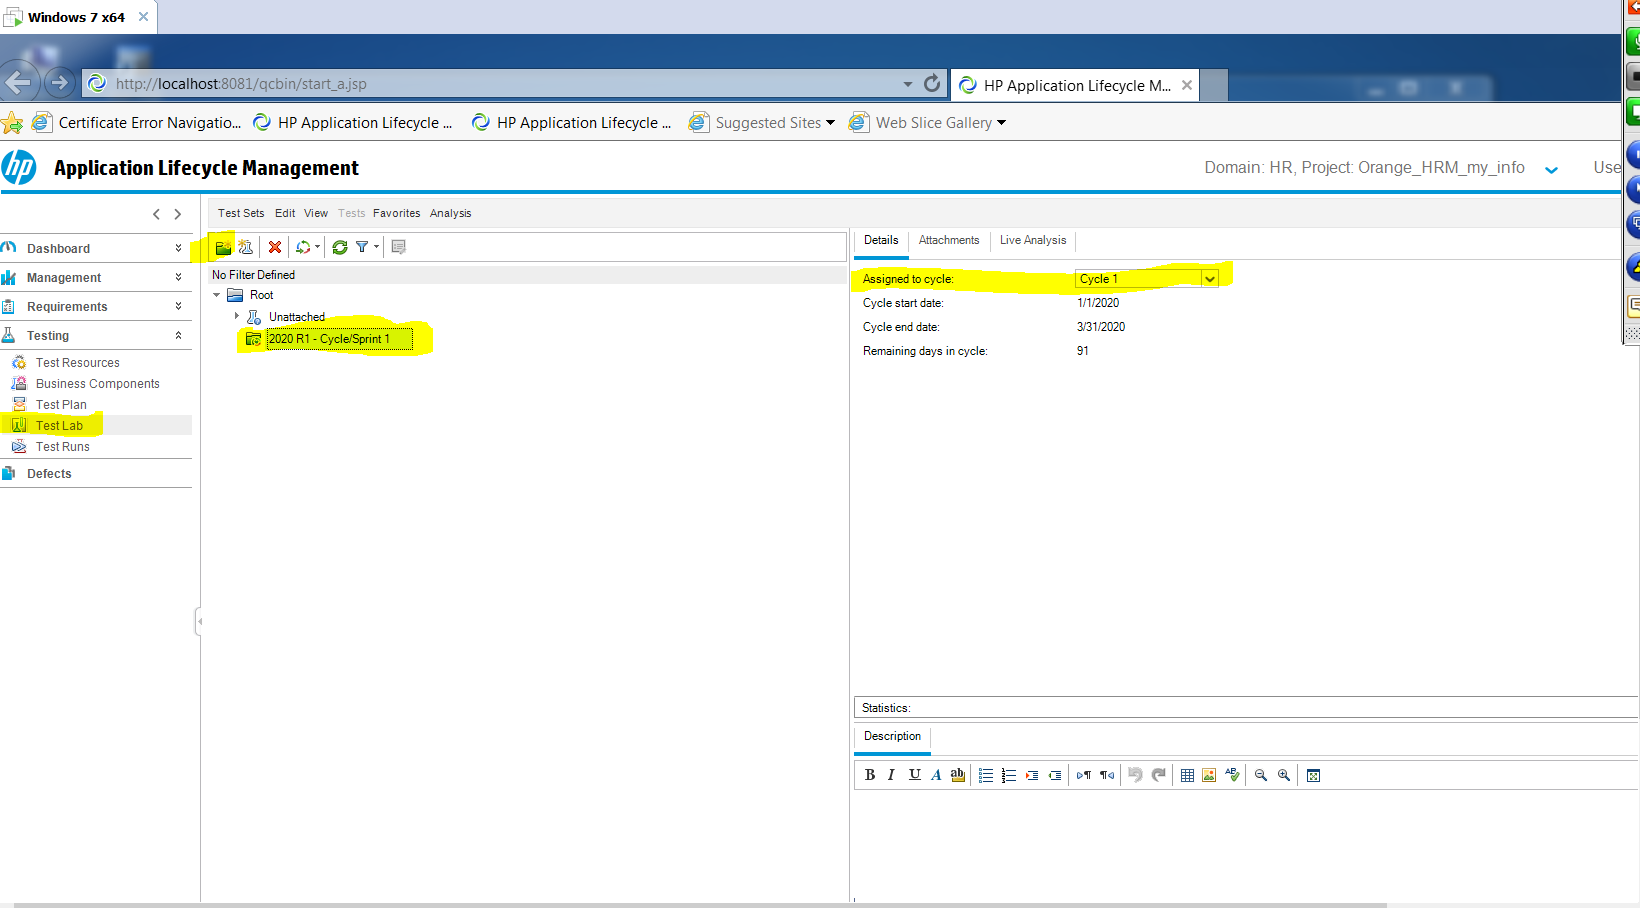 Windows 7 x64
http://localhost:8081/qcbin/start_a.jsp
HP Application Lifecycle M...
Certificate Error Navigatio...
HP Application Lifecycle ...
HP Application Lifecycle ...
Suggested Sites
Web Slice Gallery
hp
Application Lifecycle Management
Domain: HR, Project: Orange_HRM_my_info
Use
Dashboard
Management
Requirements
Testing
Test Resources
Business Components
Test Plan
Test Lab
Test Runs
Defects
Test Sets Edit View Tests Favorites Analysis
No Filter Defined
Root
Unattached
2020 R1 - Cycle/Sprint 1
Details Attachments Live Analysis
Assigned to cycle: Cycle 1
Cycle start date: 1/1/2020
Cycle end date: 3/31/2020
Remaining days in cycle: 91
Statistics:
Description
B I U A ab